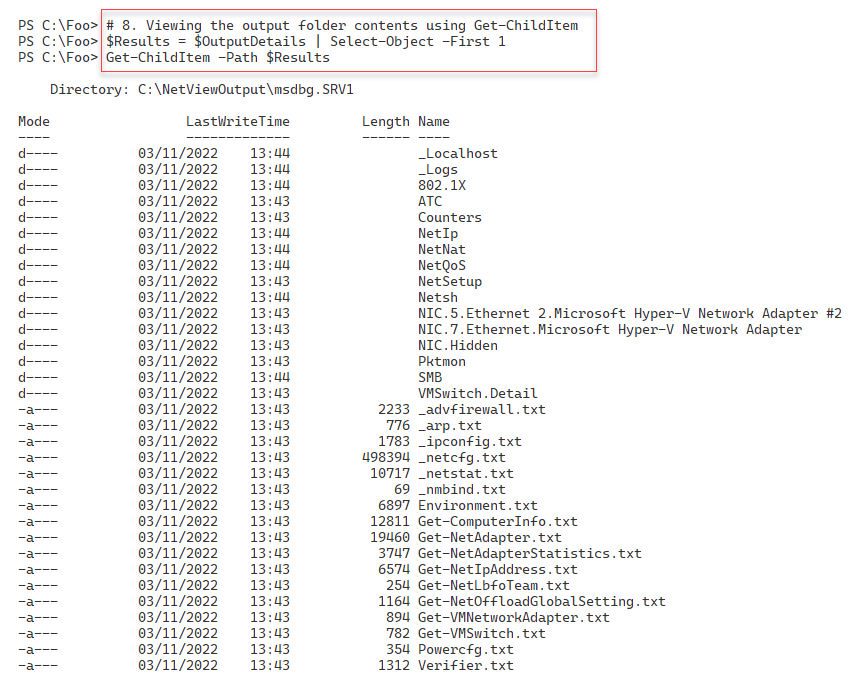 PS C:\Foo> # 8. Viewing the output folder contents using Get-ChildItem
PS C:\Foo> $Results = $OutputDetails | Select-Object -First 1
PS C:\Foo> Get-ChildItem -Path $Results
    Directory: C:\NetViewOutput\msdbg.SRV1
Mode                 LastWriteTime         Length Name
----                 -------------         ------ ----
d----          03/11/2022    13:44                _Localhost
d----          03/11/2022    13:44                _Logs
d----          03/11/2022    13:44                802.1X
d----          03/11/2022    13:43                ATC
d----          03/11/2022    13:43                Counters
d----          03/11/2022    13:44                NetIp
d----          03/11/2022    13:44                NetNat
d----          03/11/2022    13:44                NetQoS
d----          03/11/2022    13:43                NetSetup
d----          03/11/2022    13:44                Netsh
d----          03/11/2022    13:43                NIC.5.Ethernet 2.Microsoft Hyper-V Network Adapter #2
d----          03/11/2022    13:43                NIC.7.Ethernet.Microsoft Hyper-V Network Adapter
d----          03/11/2022    13:43                NIC.Hidden
d----          03/11/2022    13:43                Pktmon
d----          03/11/2022    13:44                SMB
d----          03/11/2022    13:43                VMSwitch.Detail
-a---          03/11/2022    13:43           2233 _advfirewall.txt
-a---          03/11/2022    13:43            776 _arp.txt
-a---          03/11/2022    13:43           1783 _ipconfig.txt
-a---          03/11/2022    13:43         498394 _netcfg.txt
-a---          03/11/2022    13:43          10717 _netstat.txt
-a---          03/11/2022    13:43             69 _nmbind.txt
-a---          03/11/2022    13:43           6897 Environment.txt
-a---          03/11/2022    13:43          12811 Get-ComputerInfo.txt
-a---          03/11/2022    13:43          19460 Get-NetAdapter.txt
-a---          03/11/2022    13:43           3747 Get-NetAdapterStatistics.txt
-a---          03/11/2022    13:43           6574 Get-NetIpAddress.txt
-a---          03/11/2022    13:43            254 Get-NetLbfoTeam.txt
-a---          03/11/2022    13:43           1164 Get-NetOffloadGlobalSetting.txt
-a---          03/11/2022    13:43            894 Get-VMNetworkAdapter.txt
-a---          03/11/2022    13:43            782 Get-VMSwitch.txt
-a---          03/11/2022    13:43            354 Powercfg.txt
-a---          03/11/2022    13:43           1312 Verifier.txt